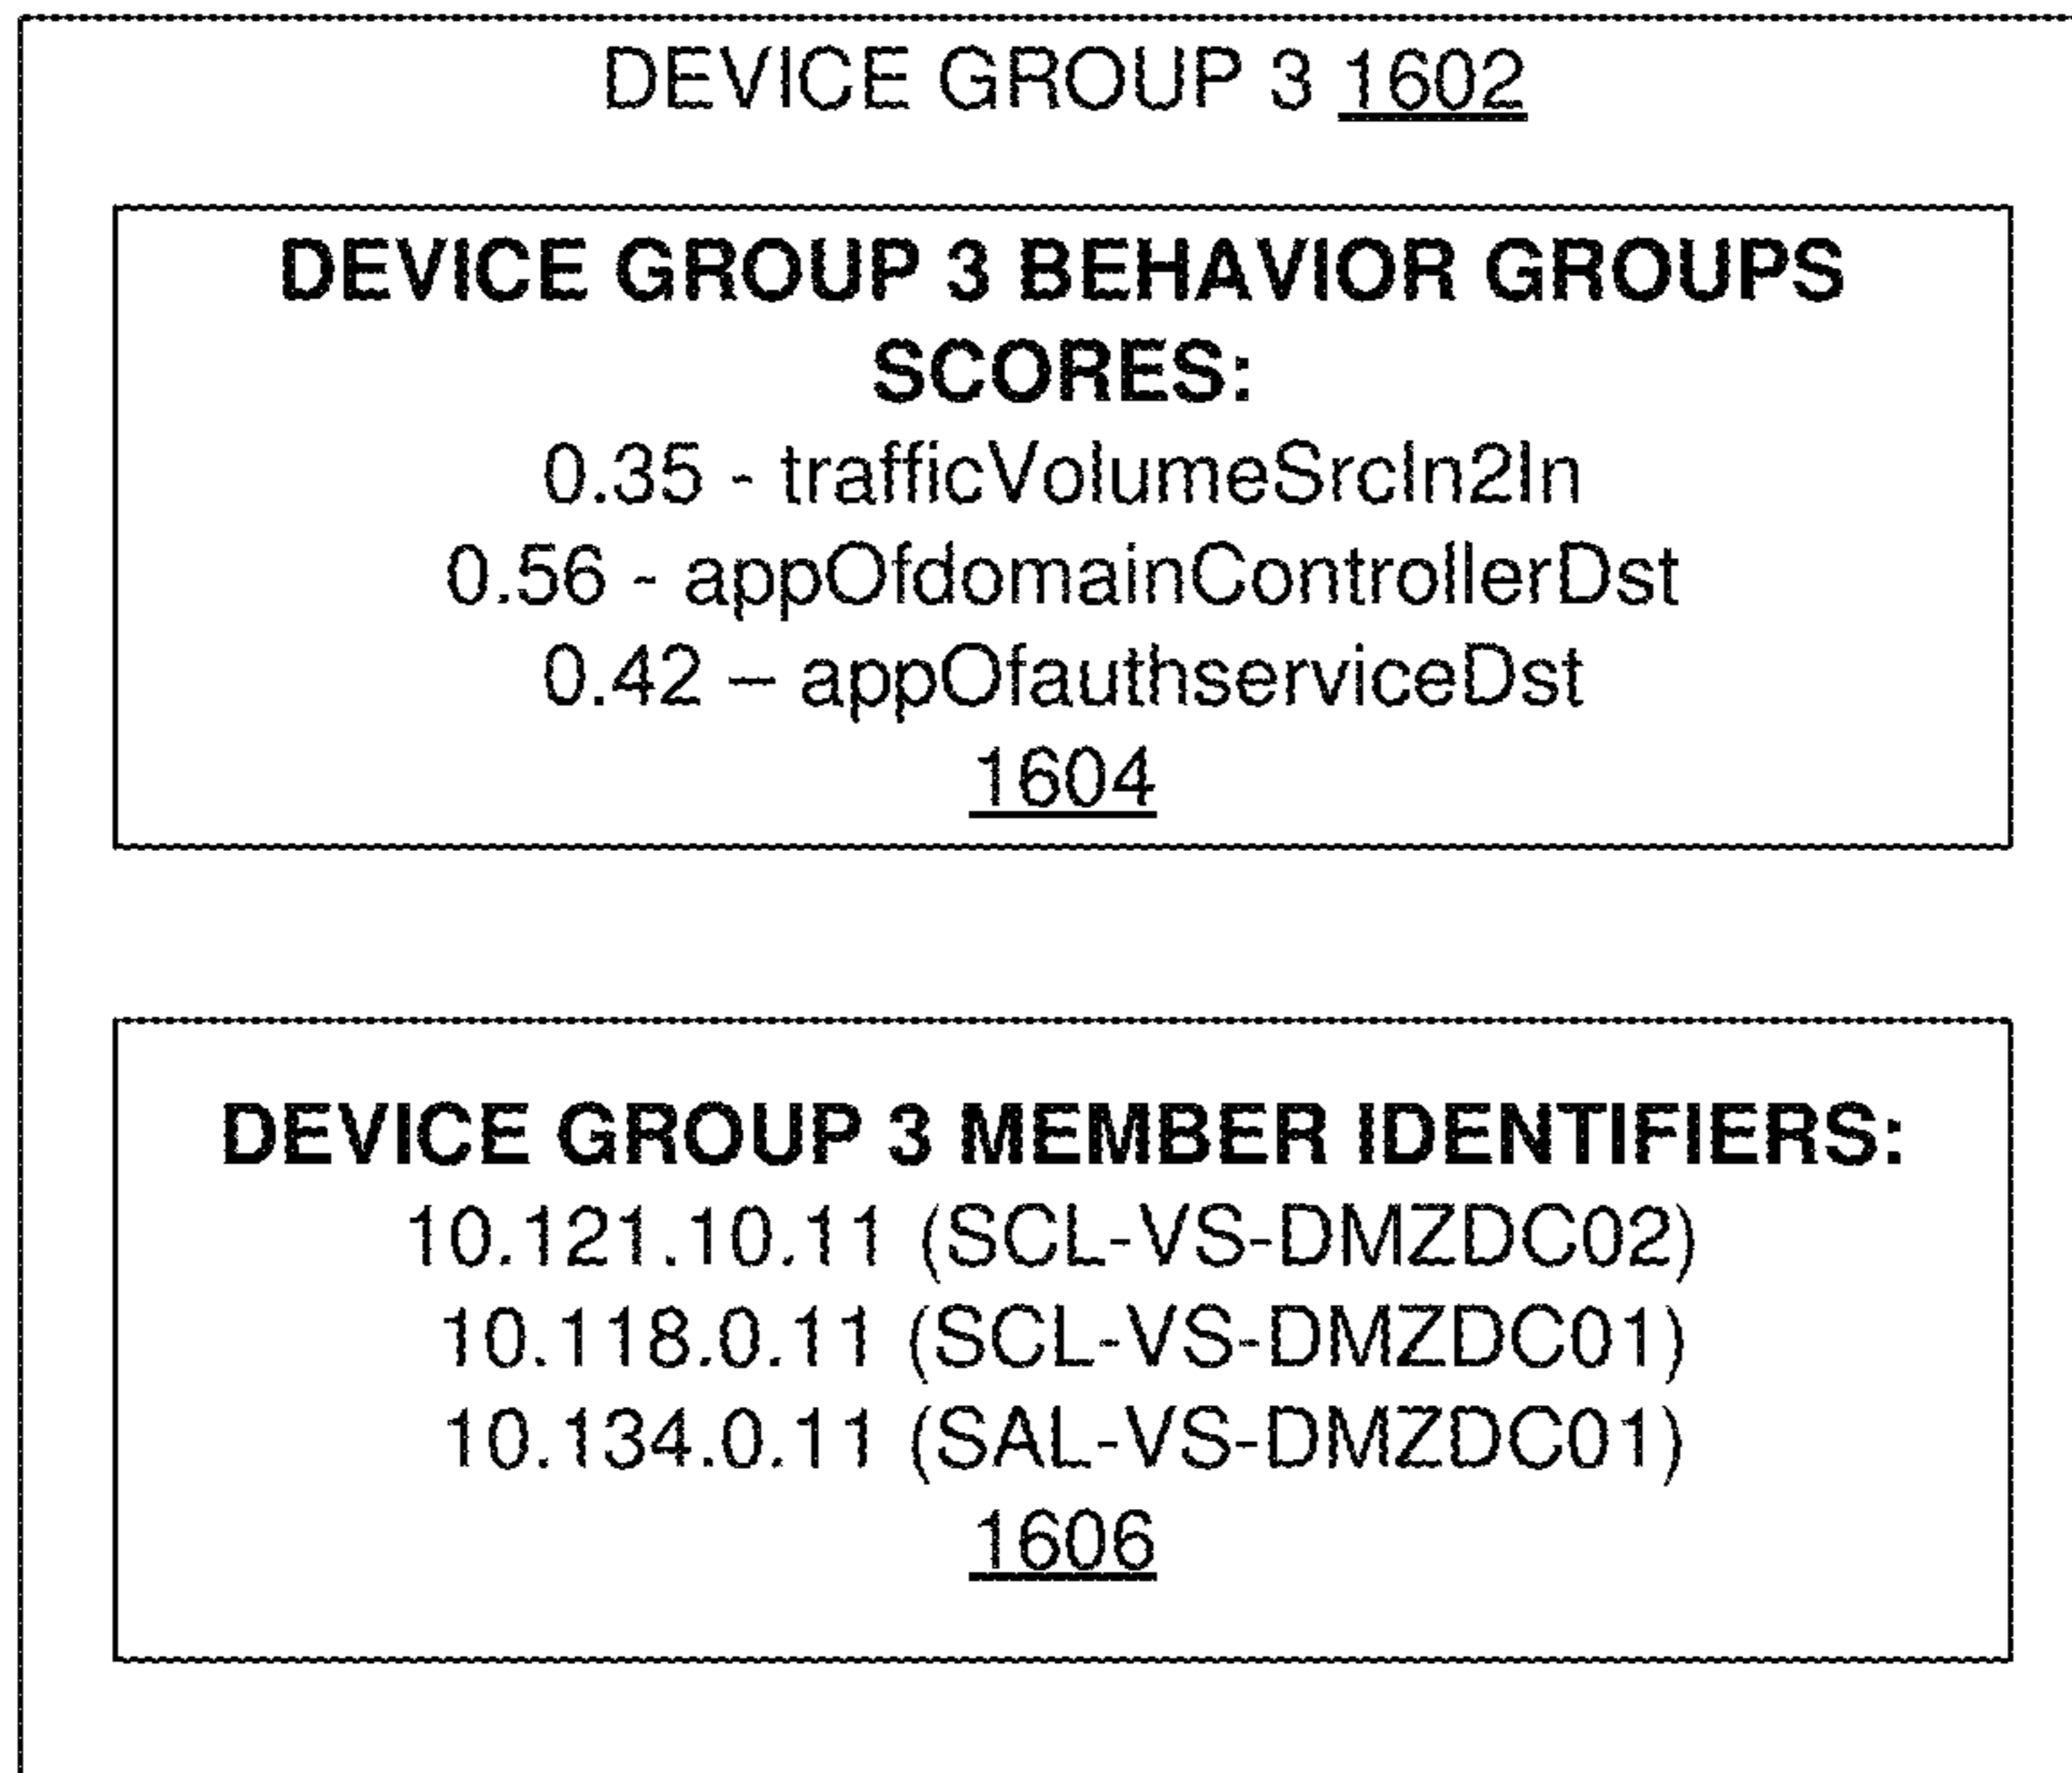 DEVICE GROUP 3 1602
DEVICE GROUP 3 BEHAVIOR GROUPS
SCORES:
0.35 - trafficVolumeSrcIn2In
0.56 - appOfdomainControllerDst
0.42 – appOfauthserviceDst
1604
DEVICE GROUP 3 MEMBER IDENTIFIERS:
10.121.10.11 (SCL-VS-DMZDC02)
10.118.0.11 (SCL-VS-DMZDC01)
10.134.0.11 (SAL-VS-DMZDC01)
1606